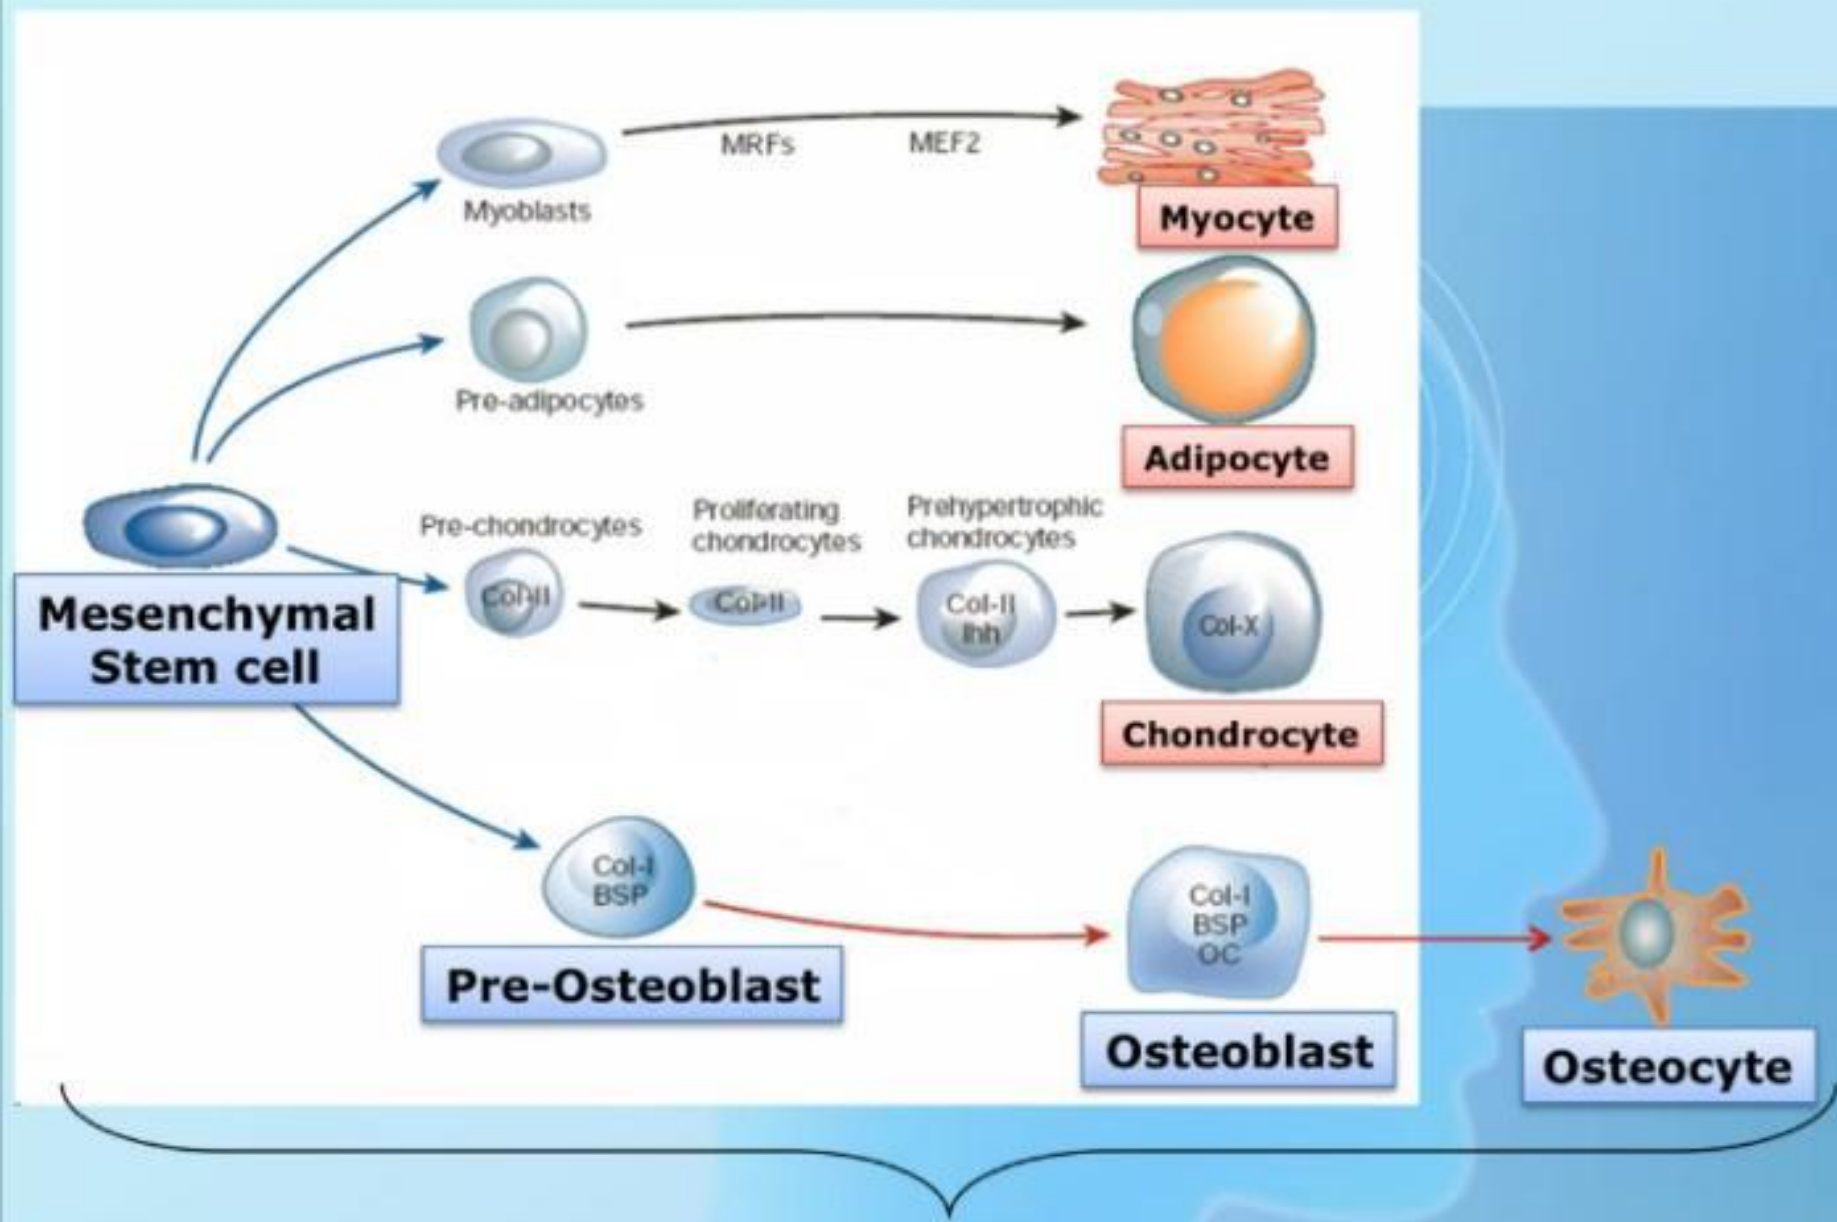 MRFs
MEF2
Myoblasts
Myocyte
Pre-adipocytes
Adipocyte
Mesenchymal
Stem cell
Pre-chondrocytes
Col-II
Proliferating
chondrocytes
Col-II
Prehypertrophic
chondrocytes
Col-II
Ihh
Col-X
Chondrocyte
Col-I
BSP
Pre-Osteoblast
Col-I
BSP
OC
Osteoblast
Osteocyte